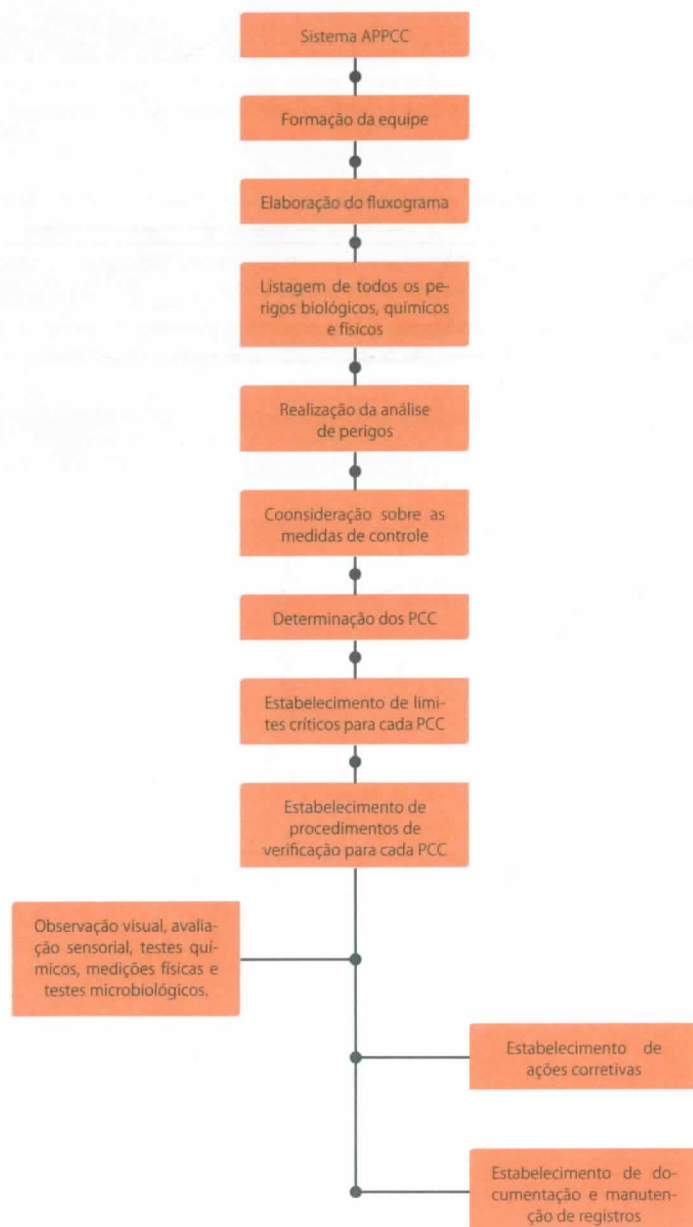 Sistema APPCC
Formação da equipe
Elaboração do fluxograma
Listagem de todos os pe-
rigos biológicos, químicos
e físicos
Realização da análise
de perigos
Coonsideração sobre as
medidas de controle
Determinação dos PCC
Estabelecimento de limi-
tes críticos para cada PCC
Estabelecimento de
procedimentos de
verificação para cada PCC
Observação visual, avalia-
ção sensorial, testes quí-
micos, medições físicas e
testes microbiológicos.
Estabelecimento de
ações corretivas
Estabelecimento de do-
cumentação e manuten-
ção de registros